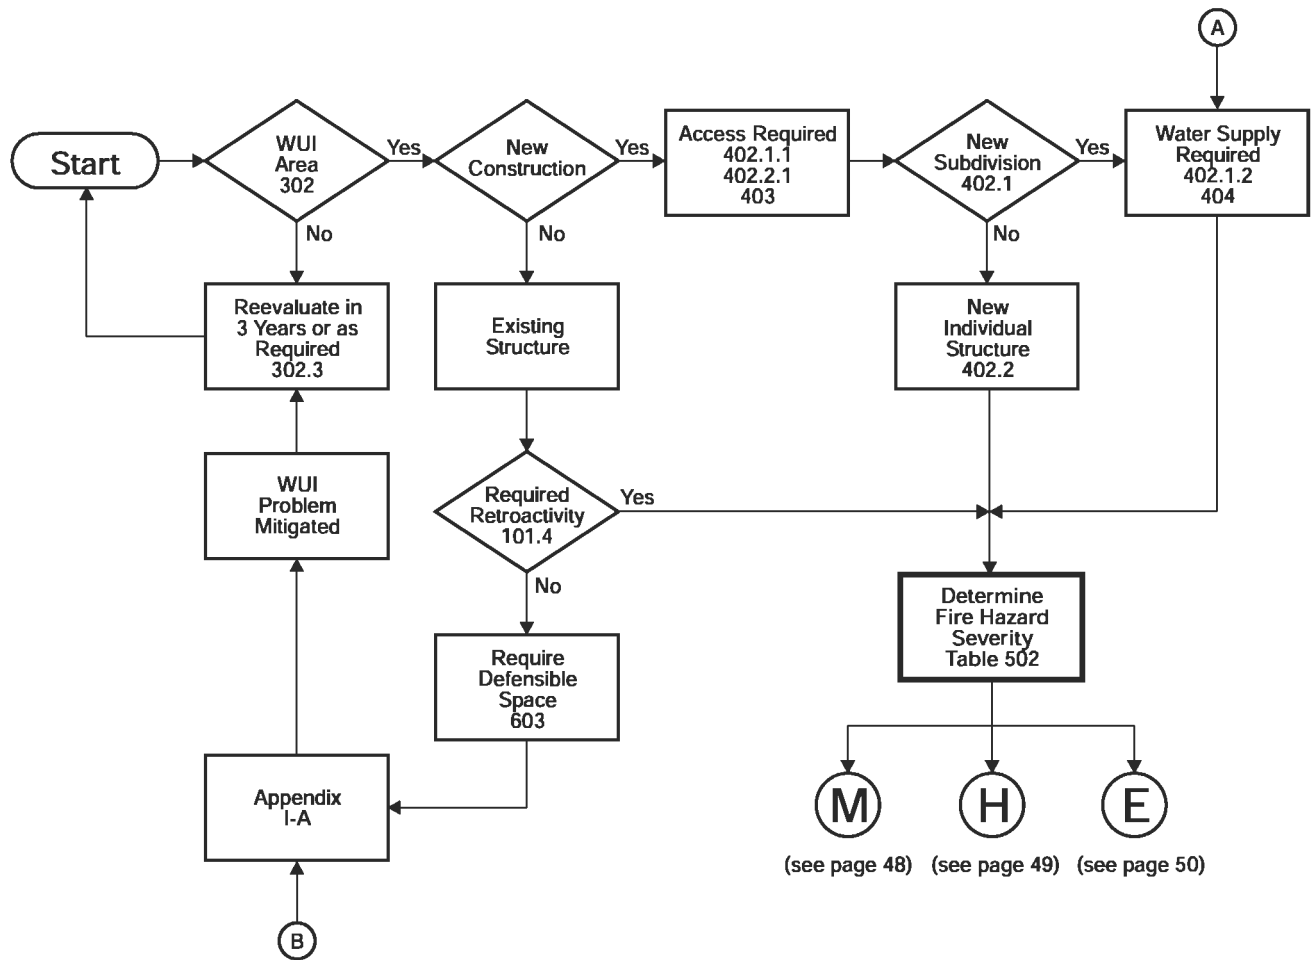 A
Start
WUI
Area
302
Yes
No
New
Construction
Yes
No
Access Required
402.1.1
402.2.1
403
New
Subdivision
402.1
Yes
No
Water Supply
Required
402.1.2
404
Reevaluate in
3 Years or as
Required
302.3
Existing
Structure
New
Individual
Structure
402.2
WUI
Problem
Mitigated
Required
Retroactivity
101.4
Yes
No
Determine
Fire Hazard
Severity
Table 502
Require
Defensible
Space
603
Appendix
I-A
M
H
E
(see page 48)
(see page 49)
(see page 50)
B